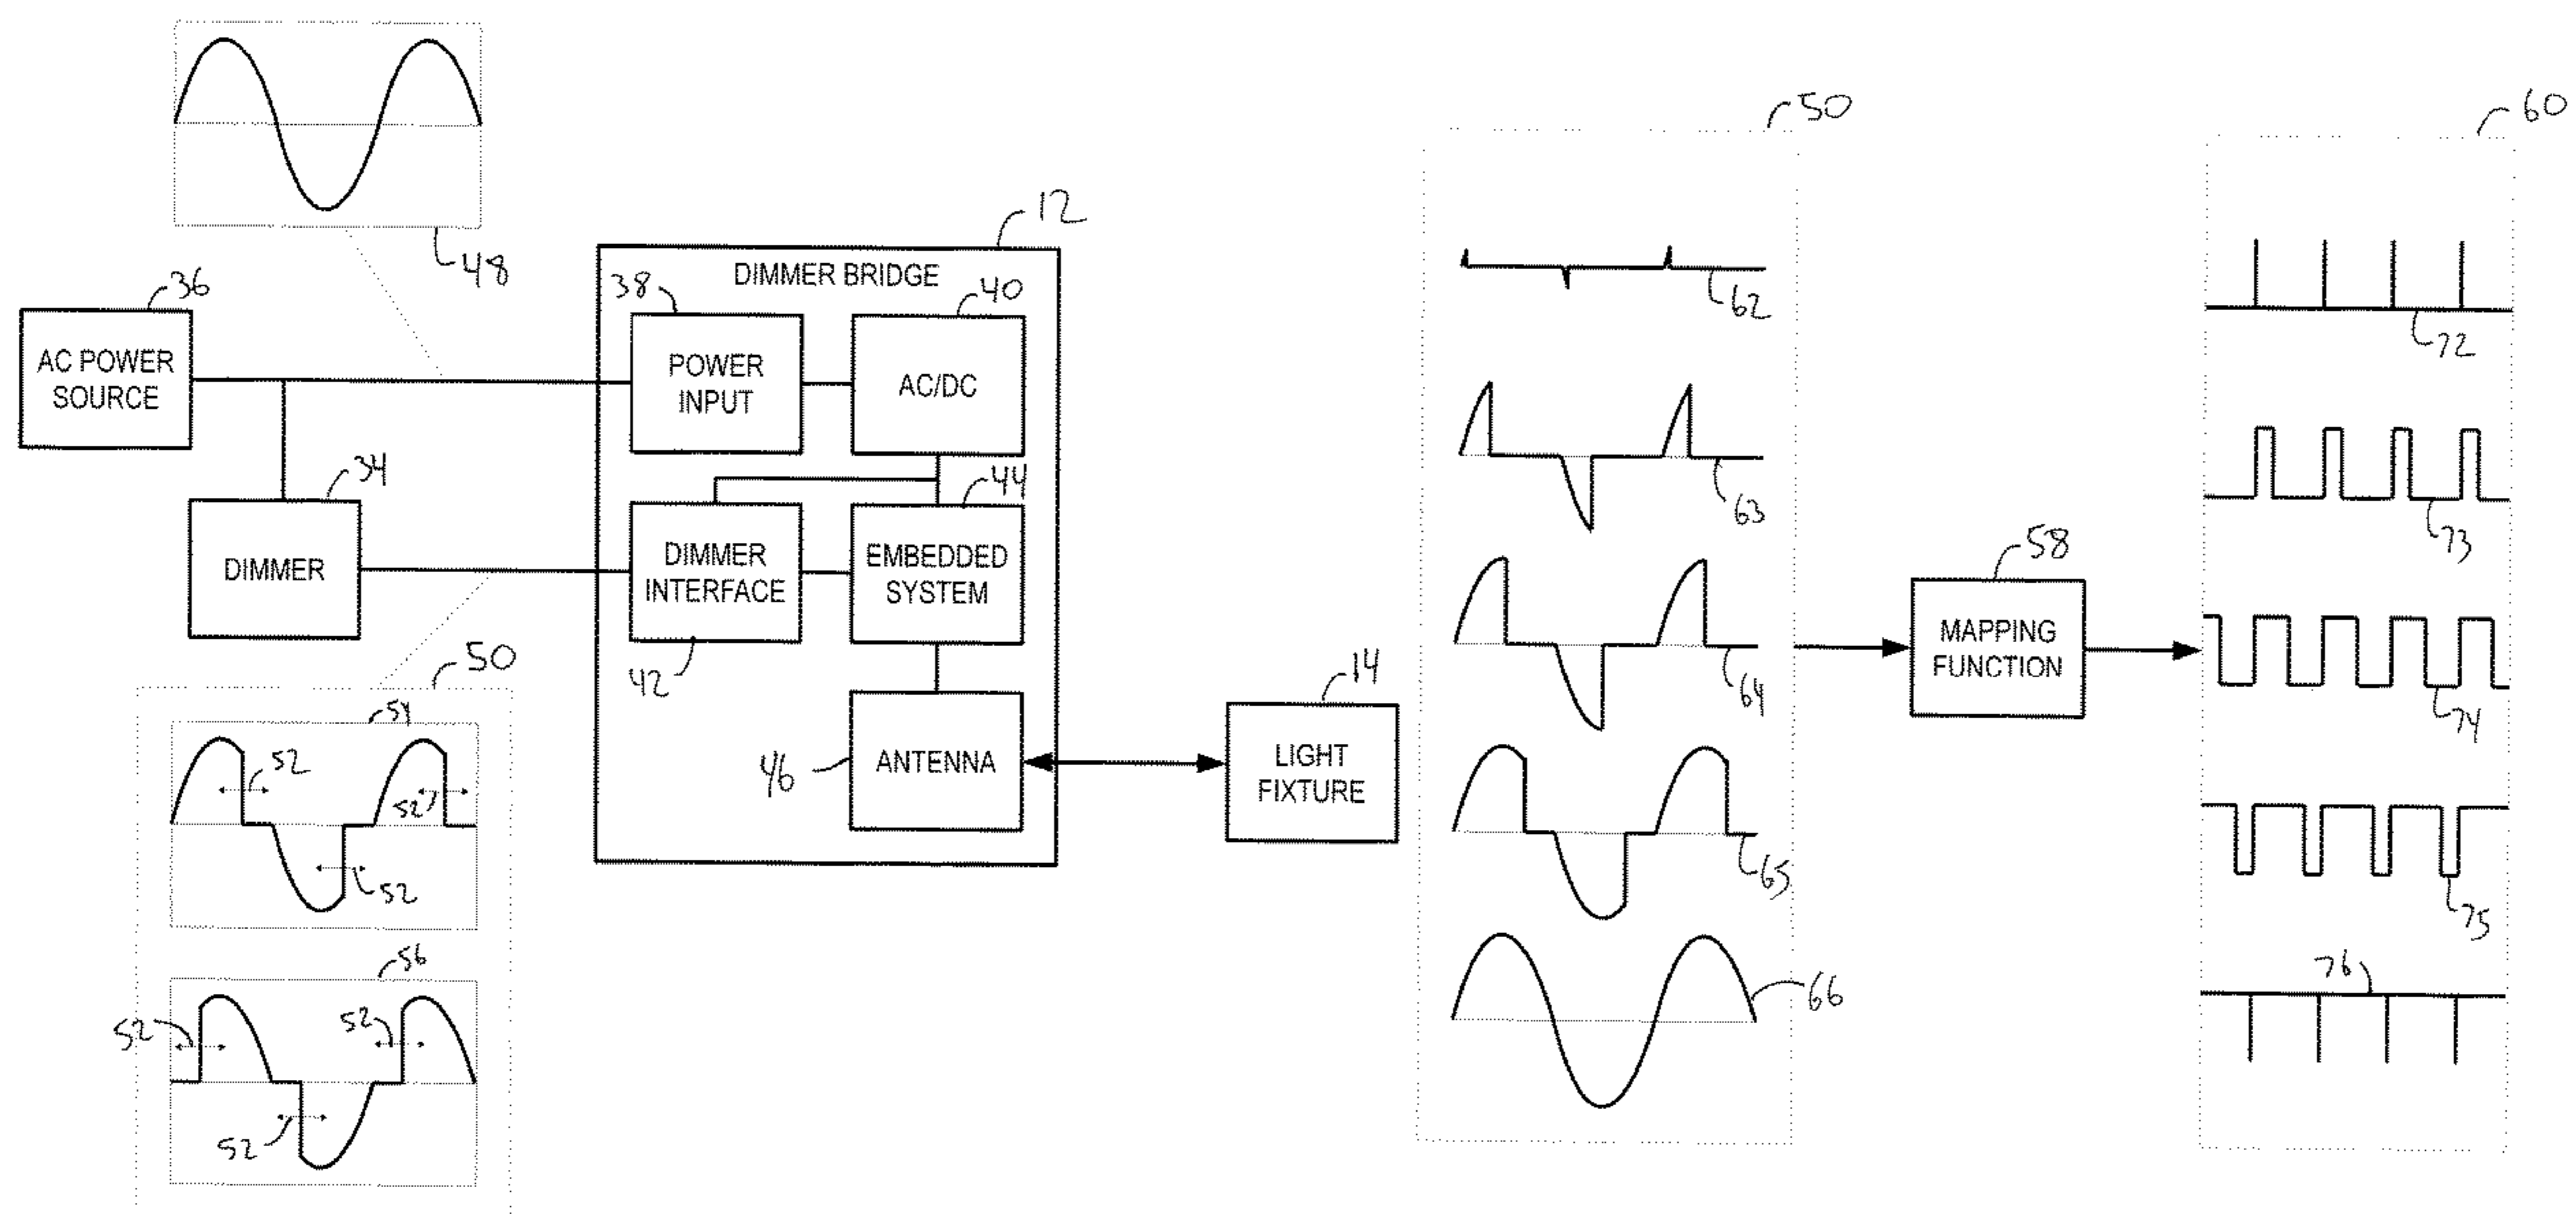 48
36
AC POWER
SOURCE
34
DIMMER
12
DIMMER BRIDGE
38
POWER
INPUT
40
AC/DC
DIMMER
INTERFACE
42
44
EMBEDDED
SYSTEM
46
ANTENNA
14
LIGHT
FIXTURE
50
54
52
52
52
56
52
52
52
50
62
63
64
65
66
58
MAPPING
FUNCTION
60
72
73
74
75
76